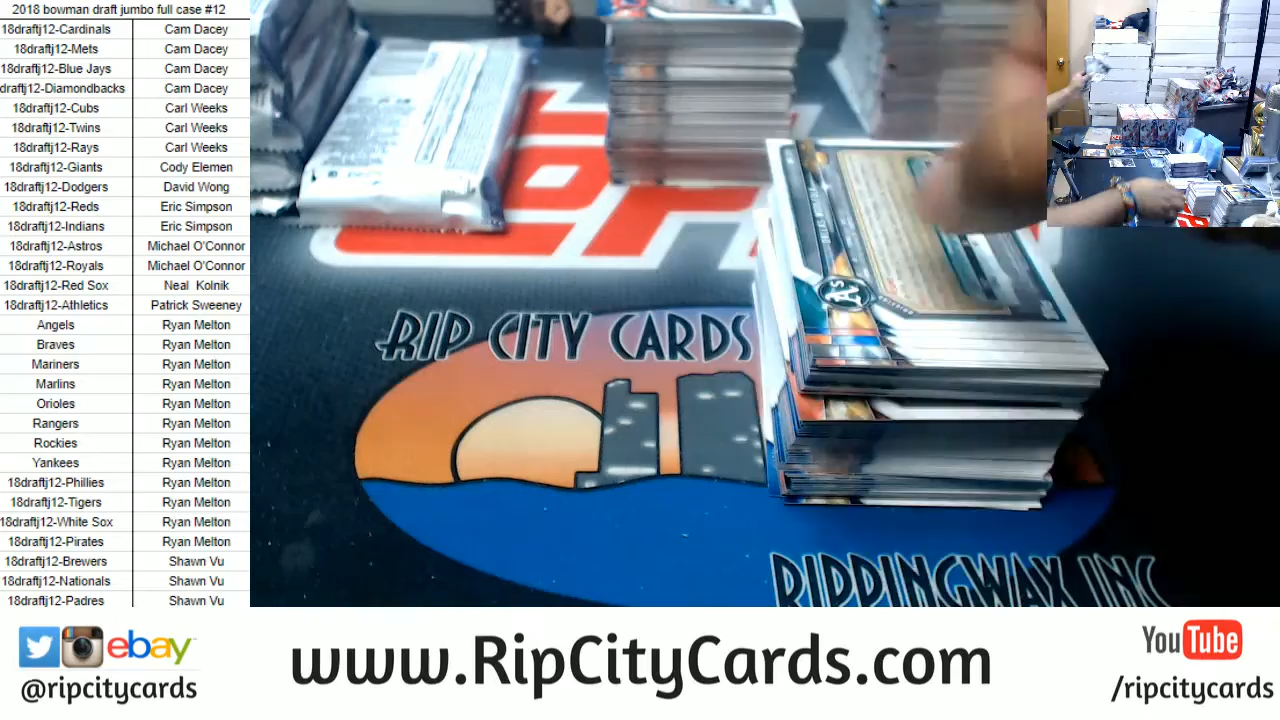 2018 bowman draft jumbo full case #12
18draftj12-Cardinals Cam Dacey
18draftj12-Mets Cam Dacey
18draftj12-Blue Jays Cam Dacey
draftj12-Diamondbacks Cam Dacey
18draftj12-Cubs Carl Weeks
18draftj12-Twins Carl Weeks
18draftj12-Rays Carl Weeks
18draftj12-Giants Cody Elemen
18draftj12-Dodgers David Wong
18draftj12-Reds Eric Simpson
18draftj12-Indians Eric Simpson
18draftj12-Astros Michael O'Connor
18draftj12-Royals Michael O'Connor
18draftj12-Red Sox Neal Kolnik
18draftj12-Athletics Patrick Sweeney
Angels Ryan Melton
Braves Ryan Melton
Mariners Ryan Melton
Marlins Ryan Melton
Orioles Ryan Melton
Rangers Ryan Melton
Rockies Ryan Melton
Yankees Ryan Melton
18draftj12-Phillies Ryan Melton
18draftj12-Tigers Ryan Melton
18draftj12-White Sox Ryan Melton
18draftj12-Pirates Ryan Melton
18draftj12-Brewers Shawn Vu
18draftj12-Nationals Shawn Vu
18draftj12-Padres Shawn Vu
A's
RIP CITY CARDS
RIPPINGWAX INC
ebay
@ripcitycards
www.RipCityCards.com
YouTube
/ripcitycards